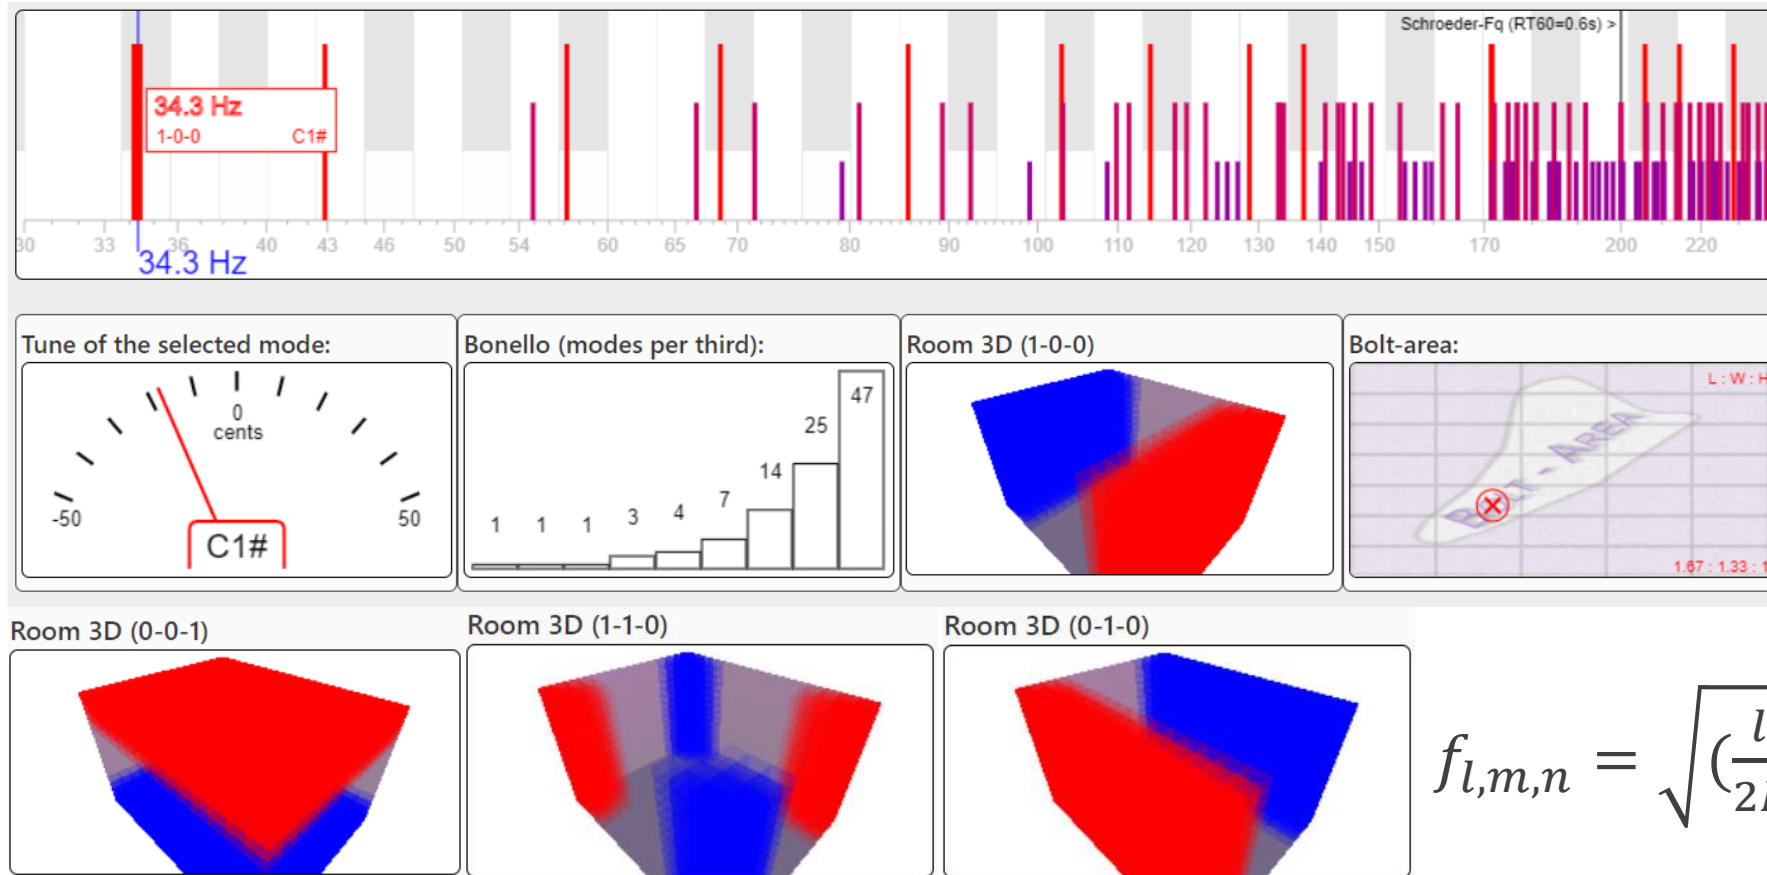 Schroeder-Fq (RT60=0.6s) >
34.3 Hz
1-0-0 C1#
30 33 36 40 43 46 50 54 60 65 70 80 90 100 110 120 130 140 150 170 200 220
34.3 Hz
Tune of the selected mode:
0
cents
-50 50
C1#
Bonello (modes per third):
1 1 1 3 4 7 14 25 47
Room 3D (1-0-0)
Bolt-area:
L : W : H
BOLT - AREA
1.67 : 1.33 : 1
Room 3D (0-0-1)
Room 3D (1-1-0)
Room 3D (0-1-0)
f_{l,m,n} = √((l/2